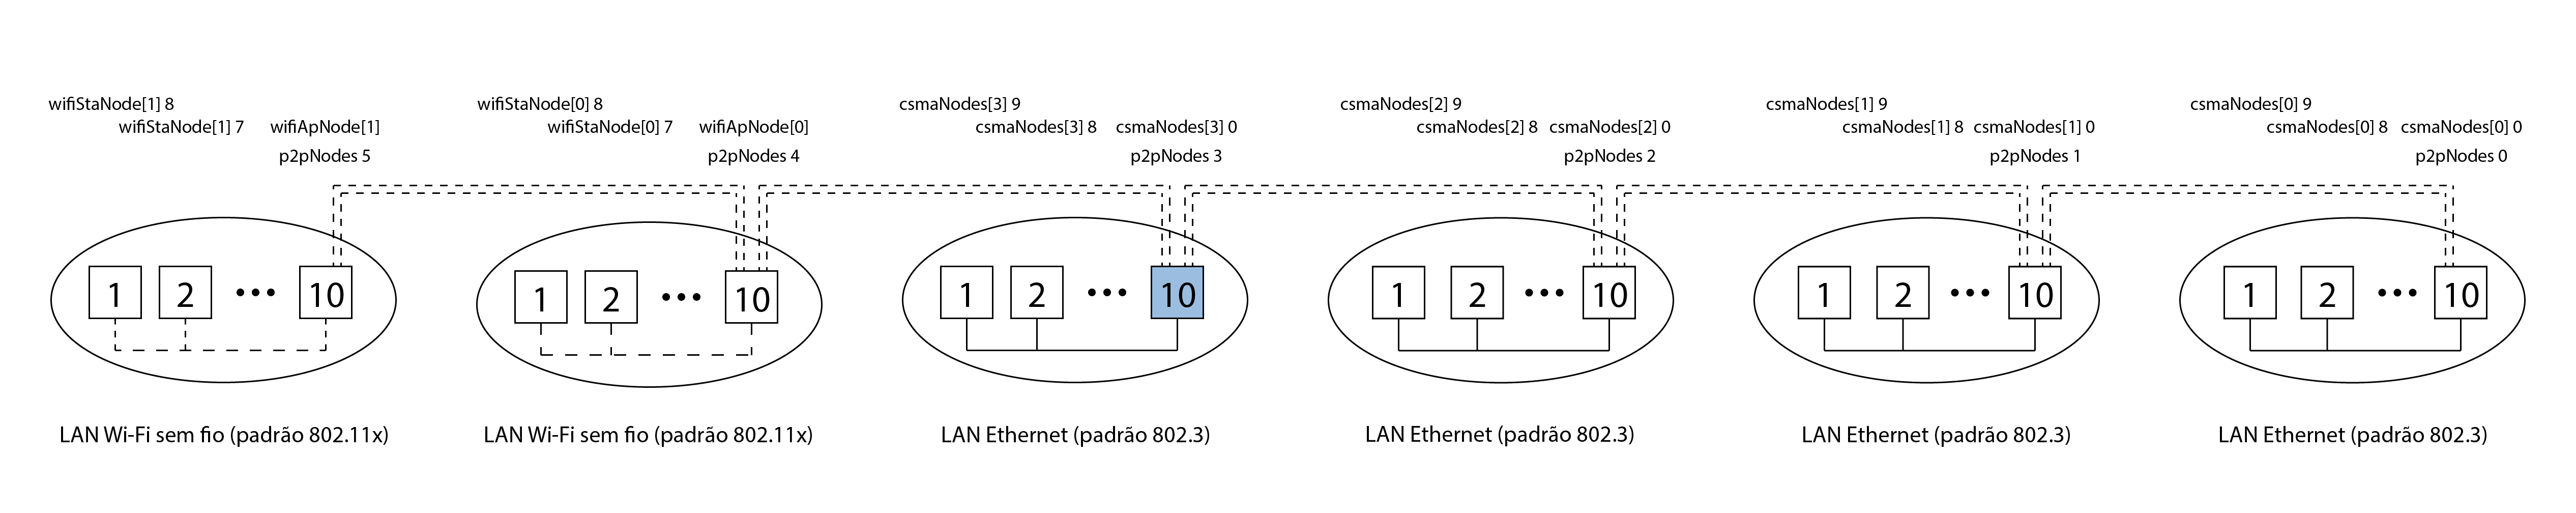 wifiStaNode[1] 8
wifiStaNode[1] 7
wifiApNode[1]
p2pNodes 5
1
2
•••
10
LAN Wi-Fi sem fio (padrão 802.11x)
wifiStaNode[0] 8
wifiStaNode[0] 7
wifiApNode[0]
p2pNodes 4
1
2
•••
10
LAN Wi-Fi sem fio (padrão 802.11x)
csmaNodes[3] 9
csmaNodes[3] 8
csmaNodes[3] 0
p2pNodes 3
1
2
•••
10
LAN Ethernet (padrão 802.3)
csmaNodes[2] 9
csmaNodes[2] 8
csmaNodes[2] 0
p2pNodes 2
1
2
•••
10
LAN Ethernet (padrão 802.3)
csmaNodes[1] 9
csmaNodes[1] 8
csmaNodes[1] 0
p2pNodes 1
1
2
•••
10
LAN Ethernet (padrão 802.3)
csmaNodes[0] 9
csmaNodes[0] 8
csmaNodes[0] 0
p2pNodes 0
1
2
•••
10
LAN Ethernet (padrão 802.3)